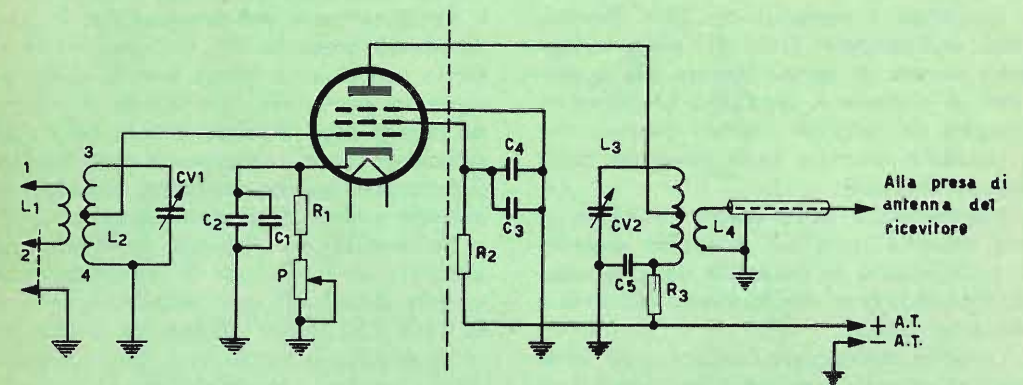 1
L1
2
3
L2
4
CV1
C2
C1
R1
P
R2
C4
C3
L3
CV2
C5
R3
L4
Alla presa di
antenna del
ricevitore
+ A.T.
− A.T.